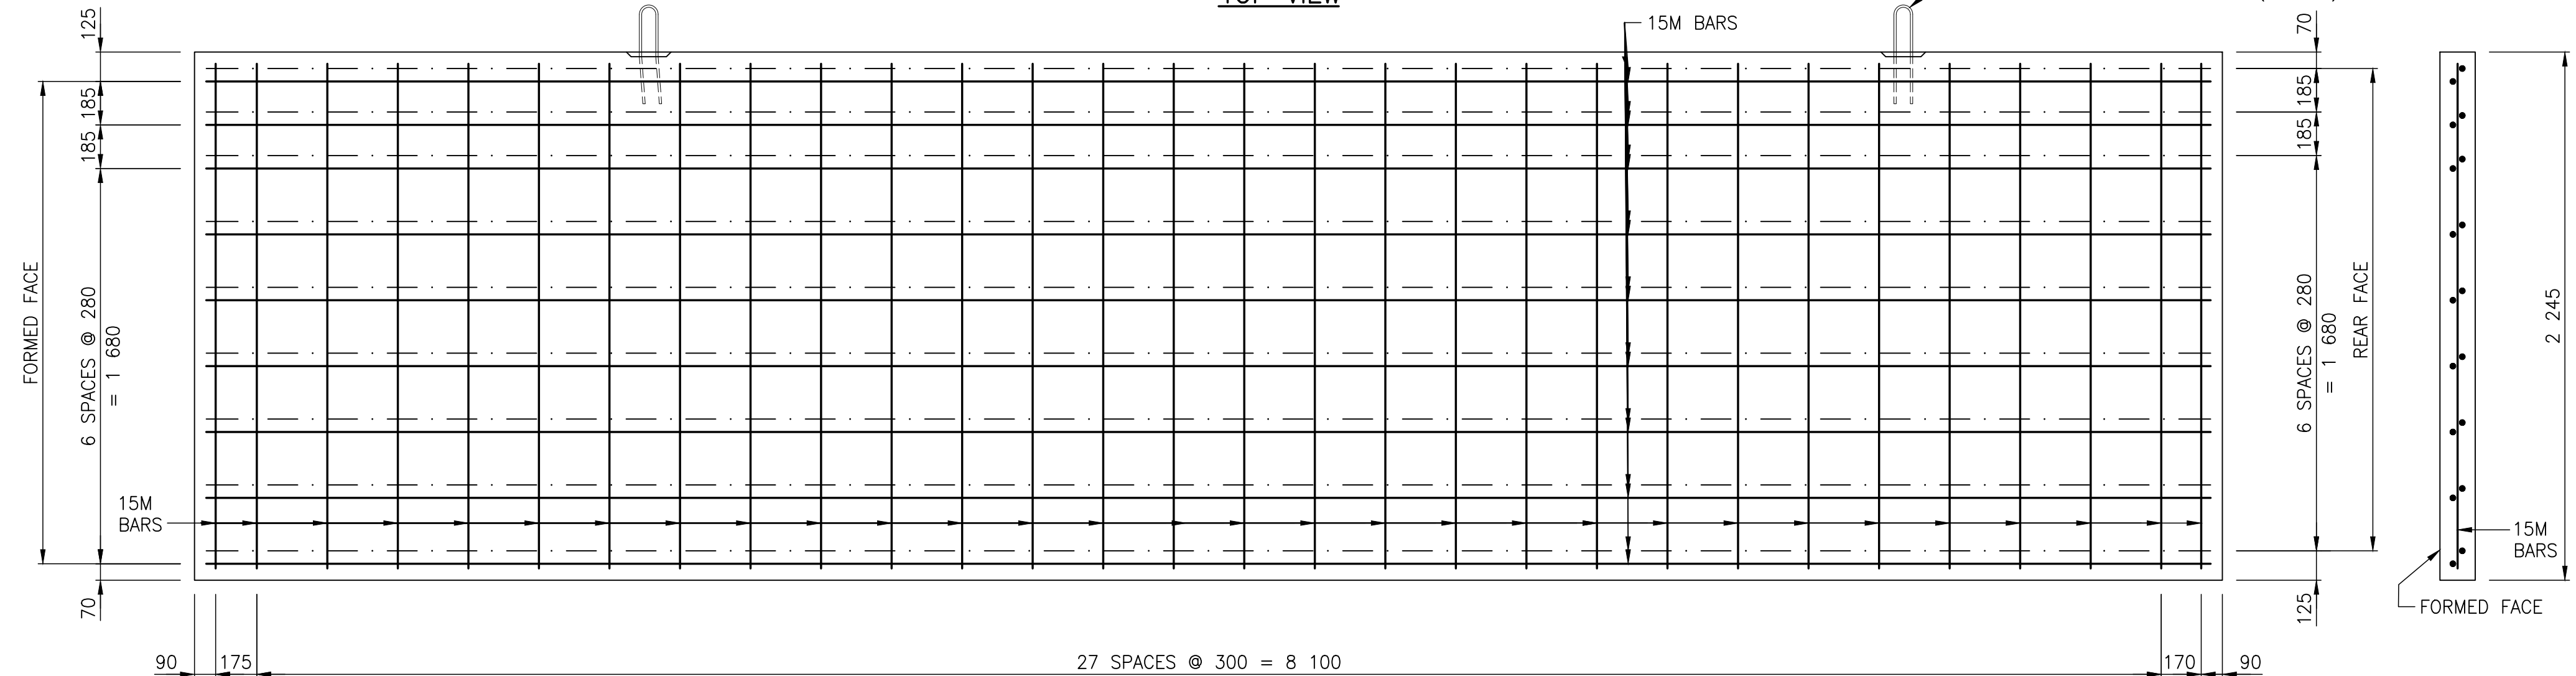 TOP VIEW
15M BARS
125
185
185
FORMED FACE
6 SPACES @ 280
= 1 680
15M
BARS
70
70
185
185
6 SPACES @ 280
= 1 680
REAR FACE
125
2 245
15M
BARS
FORMED FACE
90
175
27 SPACES @ 300 = 8 100
170
90